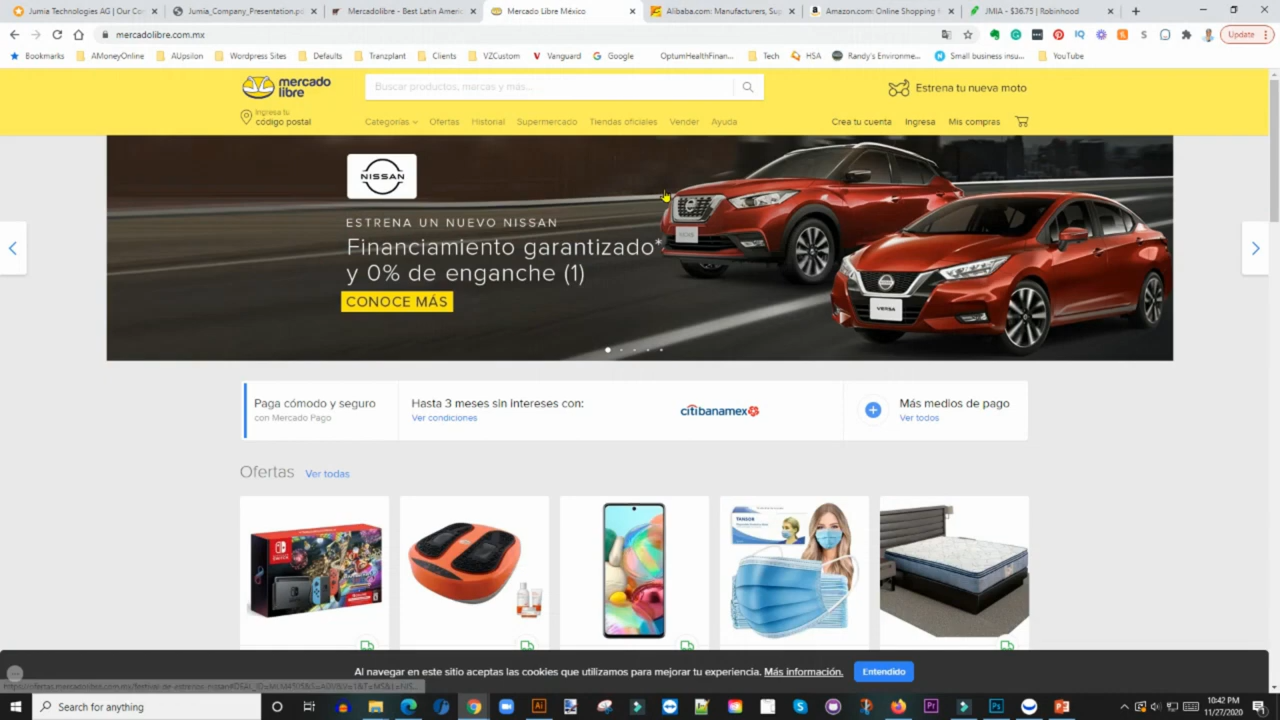 Jumia Technologies AG | Our Co
Jumia_Company_Presentation.pd
Mercadolibre - Best Latin Ameri
Mercado Libre México
Alibaba.com: Manufacturers, Sup
Amazon.com: Online Shopping
JMIA - $36.75 | Robinhood
mercadolibre.com.mx
Update
Bookmarks
AMoneyOnline
AUpsilon
Wordpress Sites
Defaults
Tranzplant
Clients
VZCustom
Vanguard
Google
OptumHealthFinan...
Tech
HSA
Randy's Environme...
Small business insu...
YouTube
mercado
libre
Buscar productos, marcas y más...
Estrena tu nueva moto
Ingresa tu
código postal
Categorías
Ofertas
Historial
Supermercado
Tiendas oficiales
Vender
Ayuda
Crea tu cuenta
Ingresa
Mis compras
NISSAN
ESTRENA UN NUEVO NISSAN
Financiamiento garantizado*
y 0% de enganche (1)
CONOCE MÁS
KICKS
VERSA
Paga cómodo y seguro
con Mercado Pago
Hasta 3 meses sin intereses con:
Ver condiciones
citibanamex
Más medios de pago
Ver todos
Ofertas
Ver todas
SWITCH
Al navegar en este sitio aceptas las cookies que utilizamos para mejorar tu experiencia. Más información.
Entendido
Search for anything
10:42 PM
11/27/2020